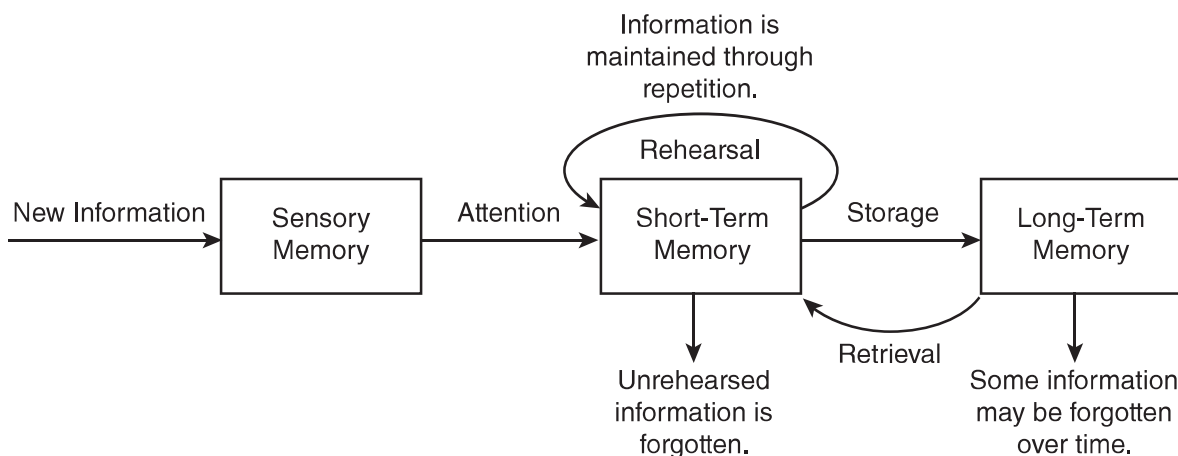 Information is
maintained through
repetition.
Rehearsal
New Information
Sensory
Memory
Attention
Short-Term
Memory
Storage
Long-Term
Memory
Retrieval
Unrehearsed
information is
forgotten.
Some information
may be forgotten
over time.